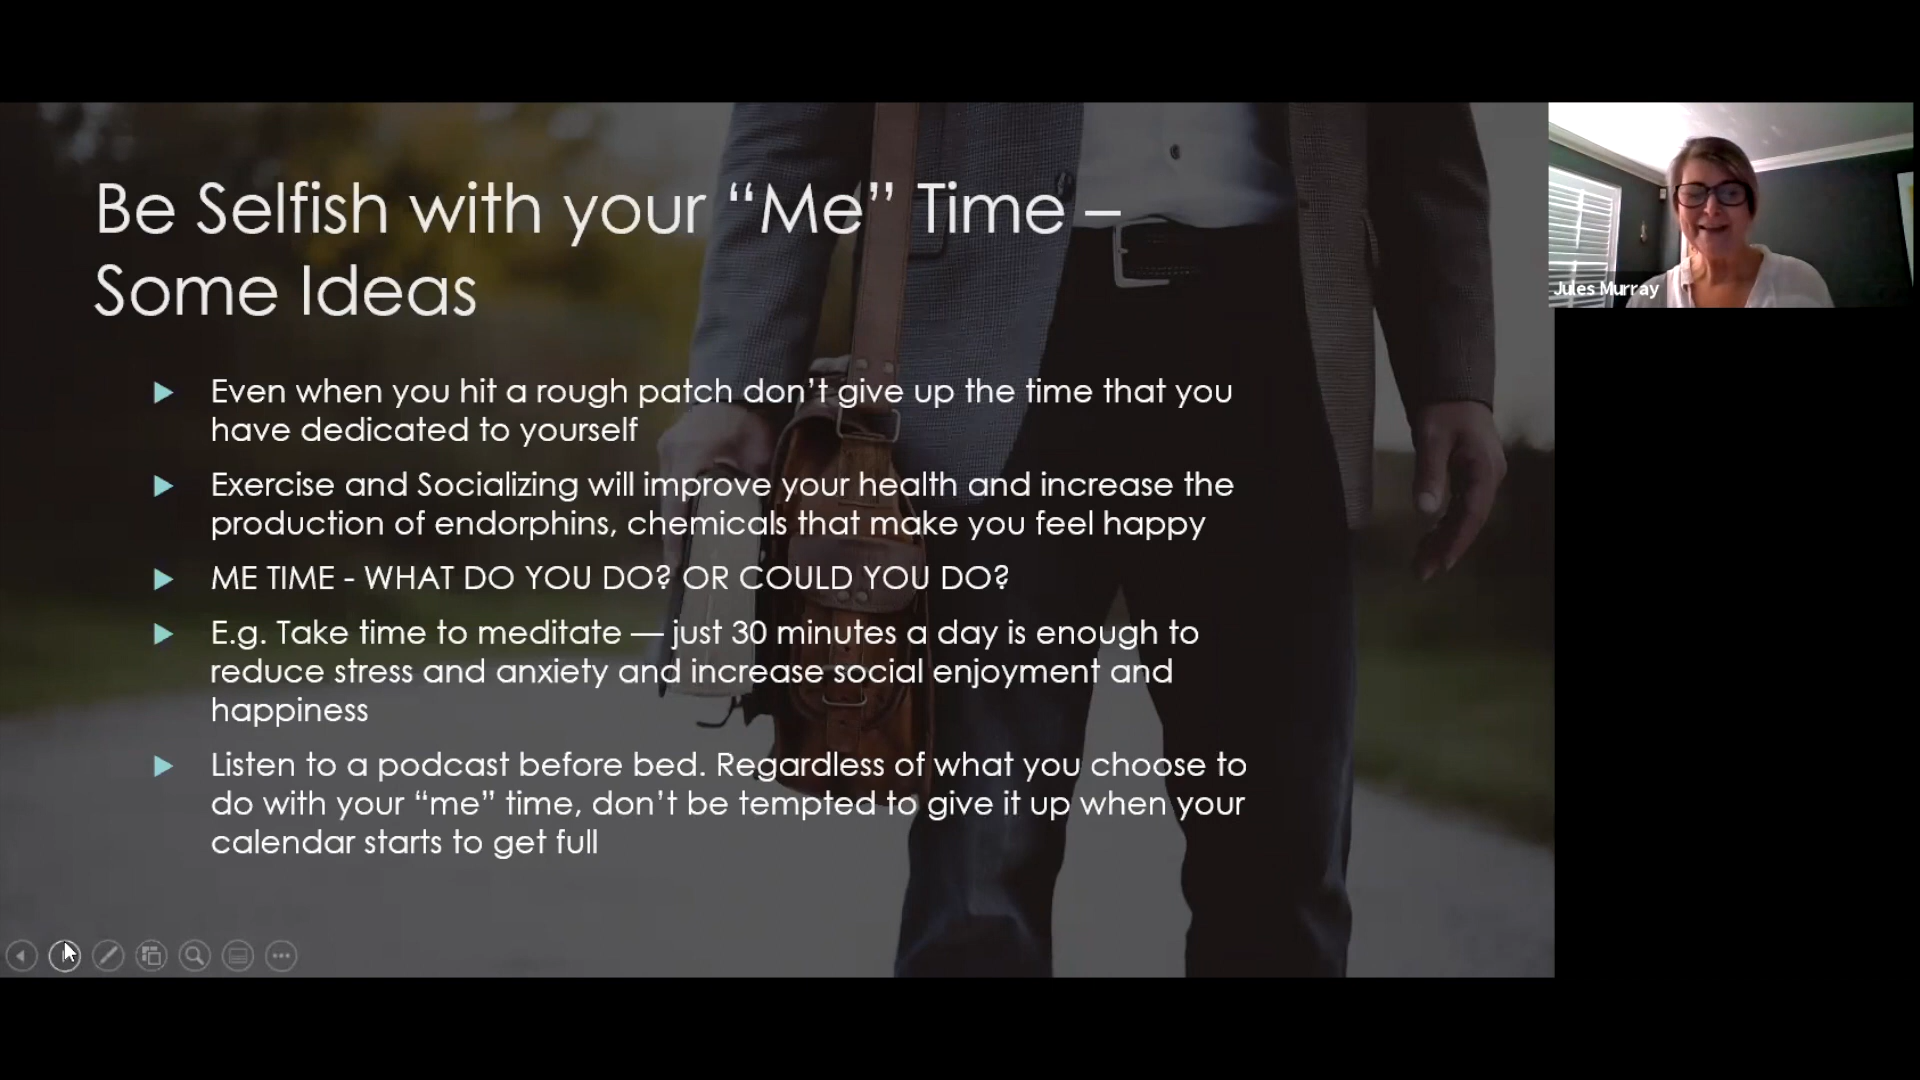 Be Selfish with your “Me” Time –
Some Ideas
Even when you hit a rough patch don’t give up the time that you
have dedicated to yourself
Exercise and Socializing will improve your health and increase the
production of endorphins, chemicals that make you feel happy
ME TIME - WHAT DO YOU DO? OR COULD YOU DO?
E.g. Take time to meditate — just 30 minutes a day is enough to
reduce stress and anxiety and increase social enjoyment and
happiness
Listen to a podcast before bed. Regardless of what you choose to
do with your “me” time, don’t be tempted to give it up when your
calendar starts to get full
Jules Murray